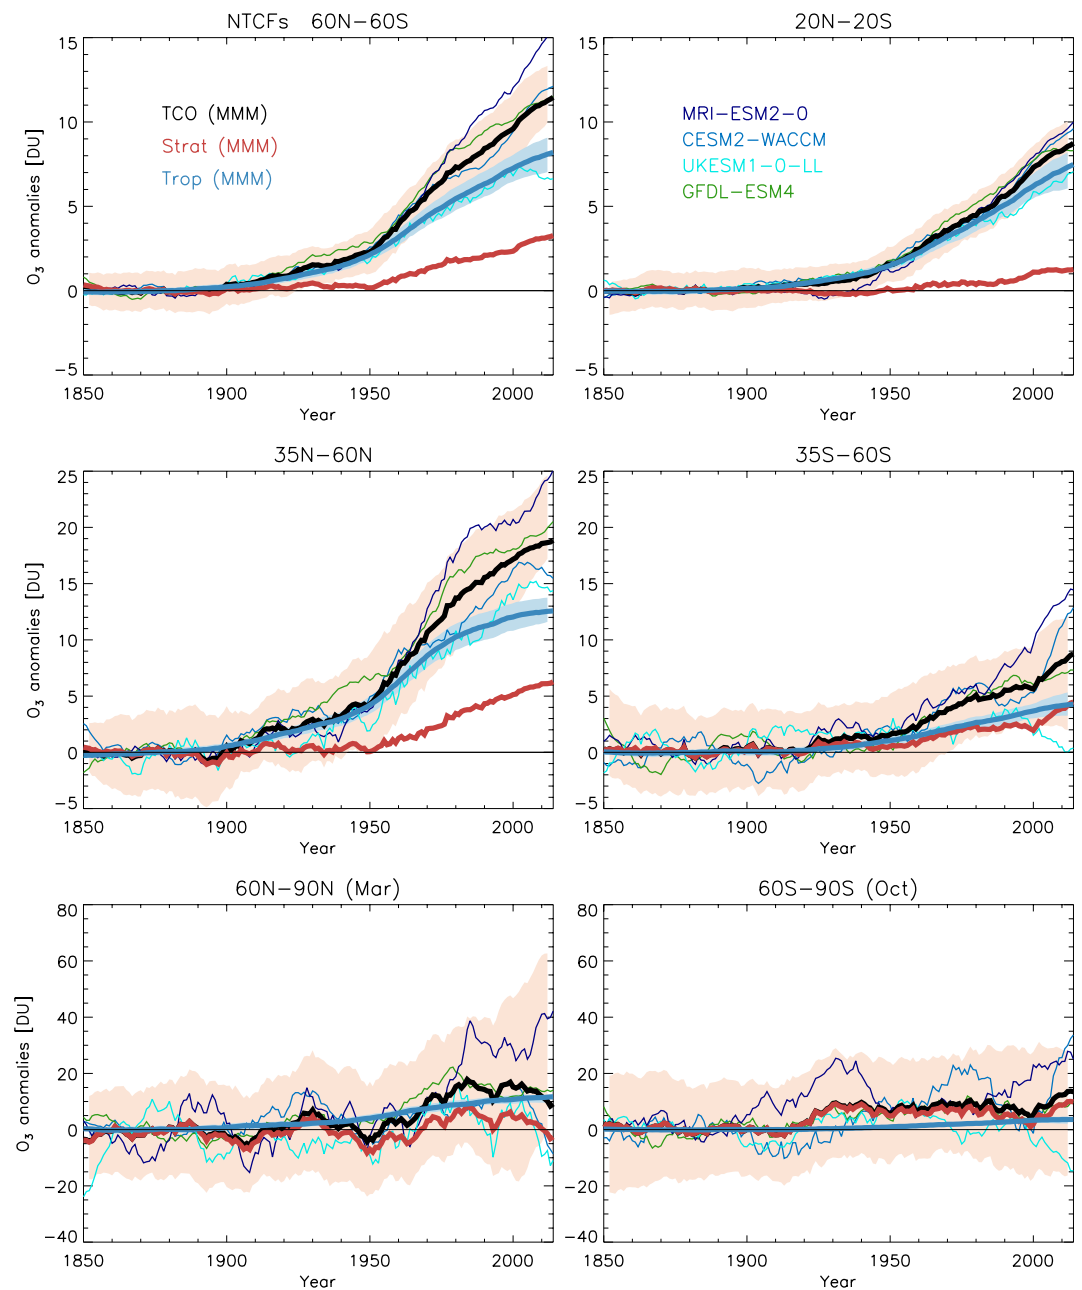 NTCFs 60N-60S
20N-20S
15
10
5
0
-5
O3 anomalies [DU]
TCO (MMM)
Strat (MMM)
Trop (MMM)
1850
1900
1950
2000
Year
15
10
5
0
-5
MRI-ESM2-0
CESM2-WACCM
UKESM1-0-LL
GFDL-ESM4
1850
1900
1950
2000
Year
35N-60N
35S-60S
25
20
15
10
5
0
-5
O3 anomalies [DU]
1850
1900
1950
2000
Year
25
20
15
10
5
0
-5
1850
1900
1950
2000
Year
60N-90N (Mar)
60S-90S (Oct)
80
60
40
20
0
-20
-40
O3 anomalies [DU]
1850
1900
1950
2000
Year
80
60
40
20
0
-20
-40
1850
1900
1950
2000
Year